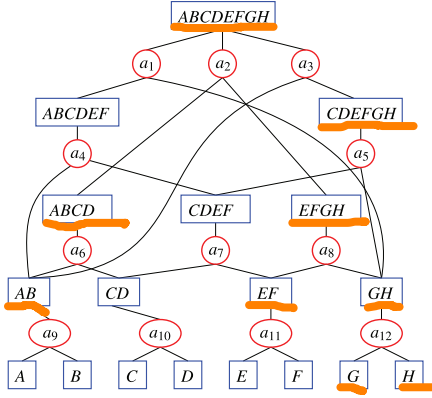 ABCDEFGH
a1 a2 a3
ABCDEF CDEFGH
a4 a5
ABCD CDEF EFGH
a6 a7 a8
AB CD EF GH
a9 a10 a11 a12
A B C D E F G H